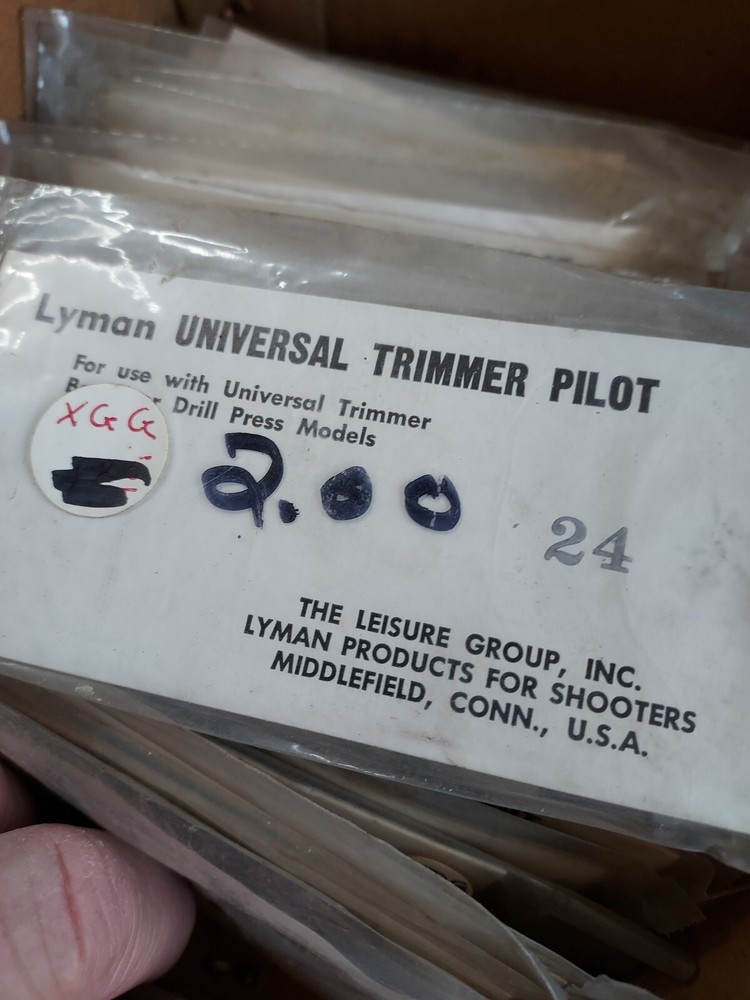 Lyman UNIVERSAL TRIMMER PILOT
For use with Universal Trimmer
Drill Press Models
XGG
2.00
24
THE LEISURE GROUP, INC.
LYMAN PRODUCTS FOR SHOOTERS
MIDDLEFIELD, CONN., U.S.A.